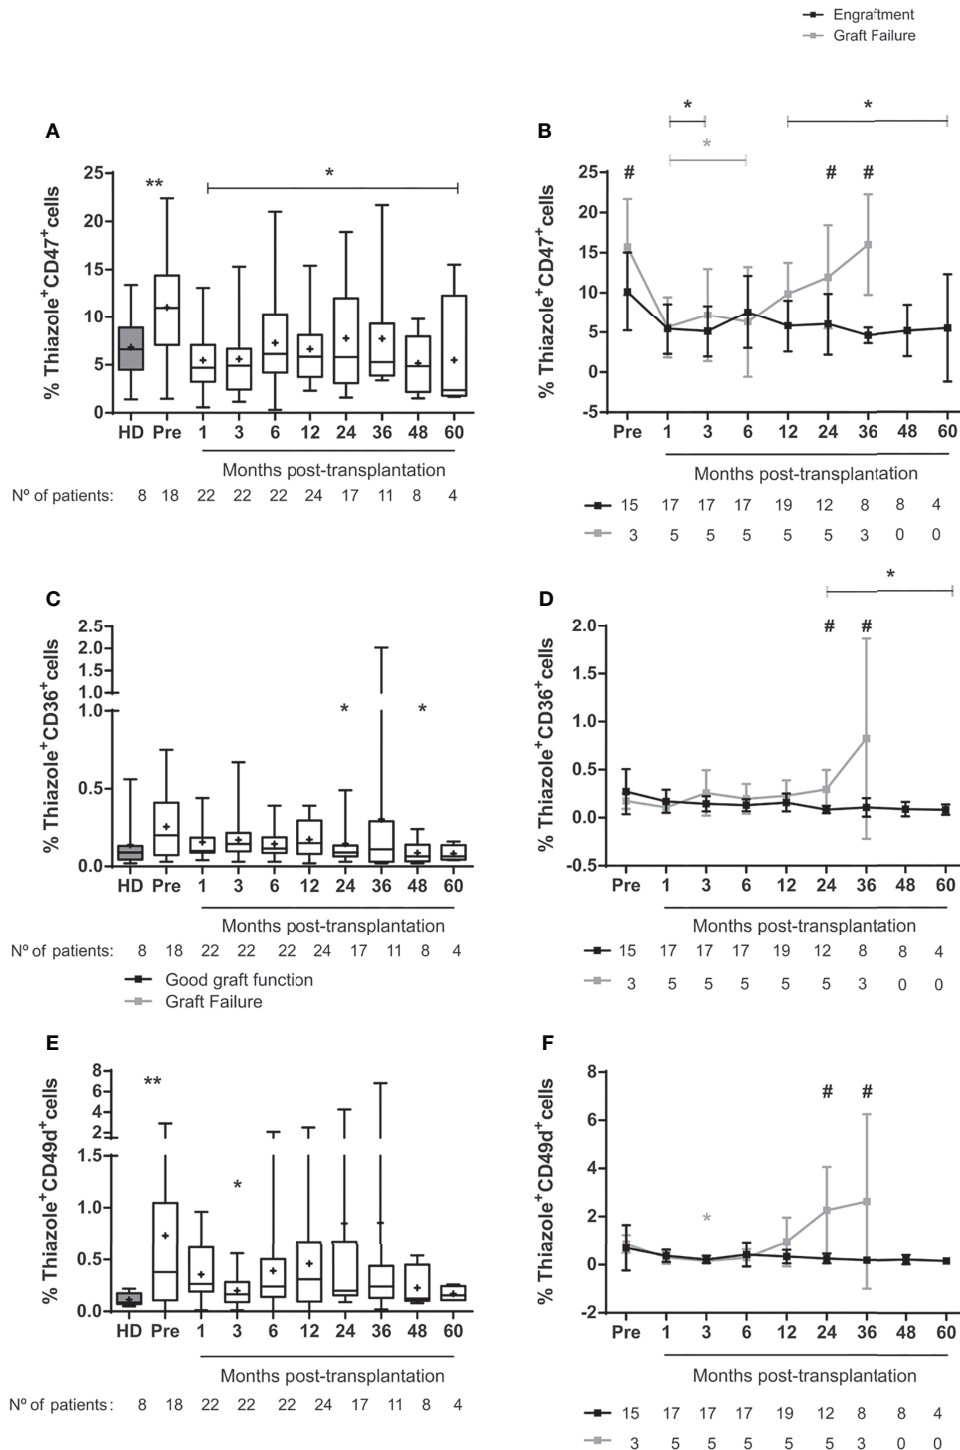 Engraftment
Graft Failure
A
% Thiazole+CD47+cells
25
20
15
10
5
0
**
*
HD Pre 1 3 6 12 24 36 48 60
Months post-transplantation
Nº of patients: 8 18 22 22 22 24 17 11 8 4
B
% Thiazole+CD47+cells
25
20
15
10
5
0
-5
* *
*
# # #
Pre 1 3 6 12 24 36 48 60
Months post-transplantation
15 17 17 17 19 12 8 8 4
3 5 5 5 5 5 3 0 0
C
% Thiazole+CD36+cells
2.5
2.0
1.5
1.0
1.0
0.5
0.0
* *
HD Pre 1 3 6 12 24 36 48 60
Months post-transplantation
Nº of patients: 8 18 22 22 22 24 17 11 8 4
Good graft function
Graft Failure
D
% Thiazole+CD36+cells
2.0
1.5
1.0
0.5
0.0
-0.5
*
# #
Pre 1 3 6 12 24 36 48 60
Months post-transplantation
15 17 17 17 19 12 8 8 4
3 5 5 5 5 5 3 0 0
E
% Thiazole+CD49d+cells
8
6
4
2
1.5
1.0
0.5
0.0
**
*
HD Pre 1 3 6 12 24 36 48 60
Months post-transplantation
Nº of patients: 8 18 22 22 22 24 17 11 8 4
F
% Thiazole+CD49d+cells
8
6
4
2
0
-2
# #
*
Pre 1 3 6 12 24 36 48 60
Months post-transplantation
15 17 17 17 19 12 8 8 4
3 5 5 5 5 5 3 0 0